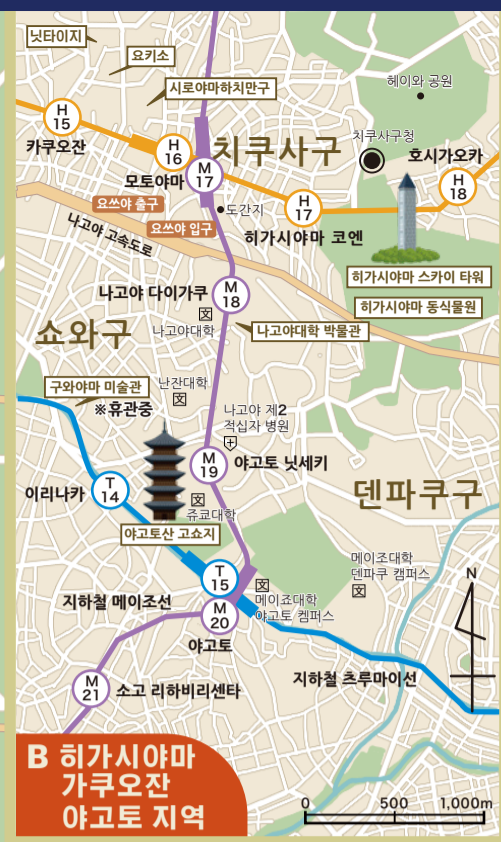 닛타이지
요키소
시로야마하치만구
헤이와 공원
H
15
카쿠오잔
H
16
모토야마
M
17
치쿠사구
치쿠사구청
호시가오카
H
18
요쓰야 출구
요쓰야 입구
도간지
H
17
히가시야마 코엔
나고야 고속도로
히가시야마 스카이 타워
히가시야마 동식물원
나고야 다이가쿠
M
18
나고야대학
나고야대학 박물관
쇼와구
구와야마 미술관
※휴관중
난잔대학
나고야 제2
적십자 병원
M
19
야고토 닛세키
이리나카
T
14
쥬쿄대학
야고토산 고쇼지
덴파쿠구
메이조대학
덴파쿠 캠퍼스
T
15
M
20
야고토
메이죠대학
야고토 캠퍼스
지하철 메이조선
N
지하철 츠루마이선
M
21
소고 리하비리센타
B 히가시야마
가쿠오잔
야고토 지역
0 500 1,000m